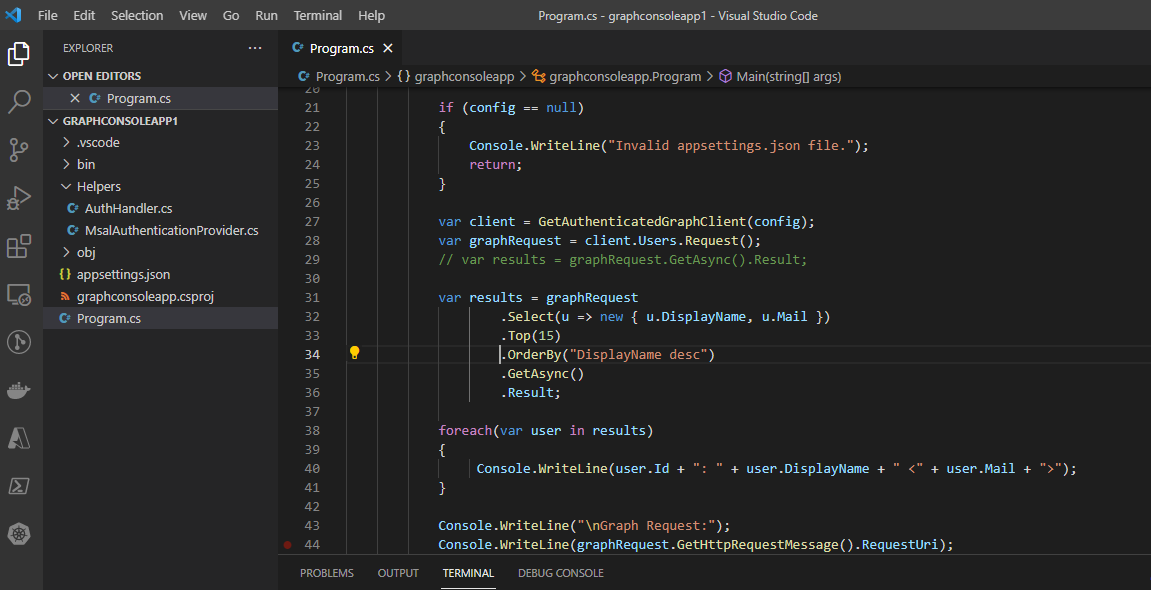 File Edit Selection View Go Run Terminal Help Program.cs - graphconsoleapp1 - Visual Studio Code
EXPLORER ...
OPEN EDITORS
Program.cs
GRAPHCONSOLEAPP1
.vscode
bin
Helpers
AuthHandler.cs
MsalAuthenticationProvider.cs
obj
{} appsettings.json
graphconsoleapp.csproj
C# Program.cs
C# Program.cs ×
C# Program.cs > {} graphconsoleapp > graphconsoleapp.Program > Main(string[] args)
20
21 if (config == null)
22 {
23 Console.WriteLine("Invalid appsettings.json file.");
24 return;
25 }
26
27 var client = GetAuthenticatedGraphClient(config);
28 var graphRequest = client.Users.Request();
29 // var results = graphRequest.GetAsync().Result;
30
31 var results = graphRequest
32 .Select(u => new { u.DisplayName, u.Mail })
33 .Top(15)
34 .OrderBy("DisplayName desc")
35 .GetAsync()
36 .Result;
37
38 foreach(var user in results)
39 {
40 Console.WriteLine(user.Id + ": " + user.DisplayName + " <" + user.Mail + ">");
41 }
42
43 Console.WriteLine("\nGraph Request:");
44 Console.WriteLine(graphRequest.GetHttpRequestMessage().RequestUri);
PROBLEMS OUTPUT TERMINAL DEBUG CONSOLE